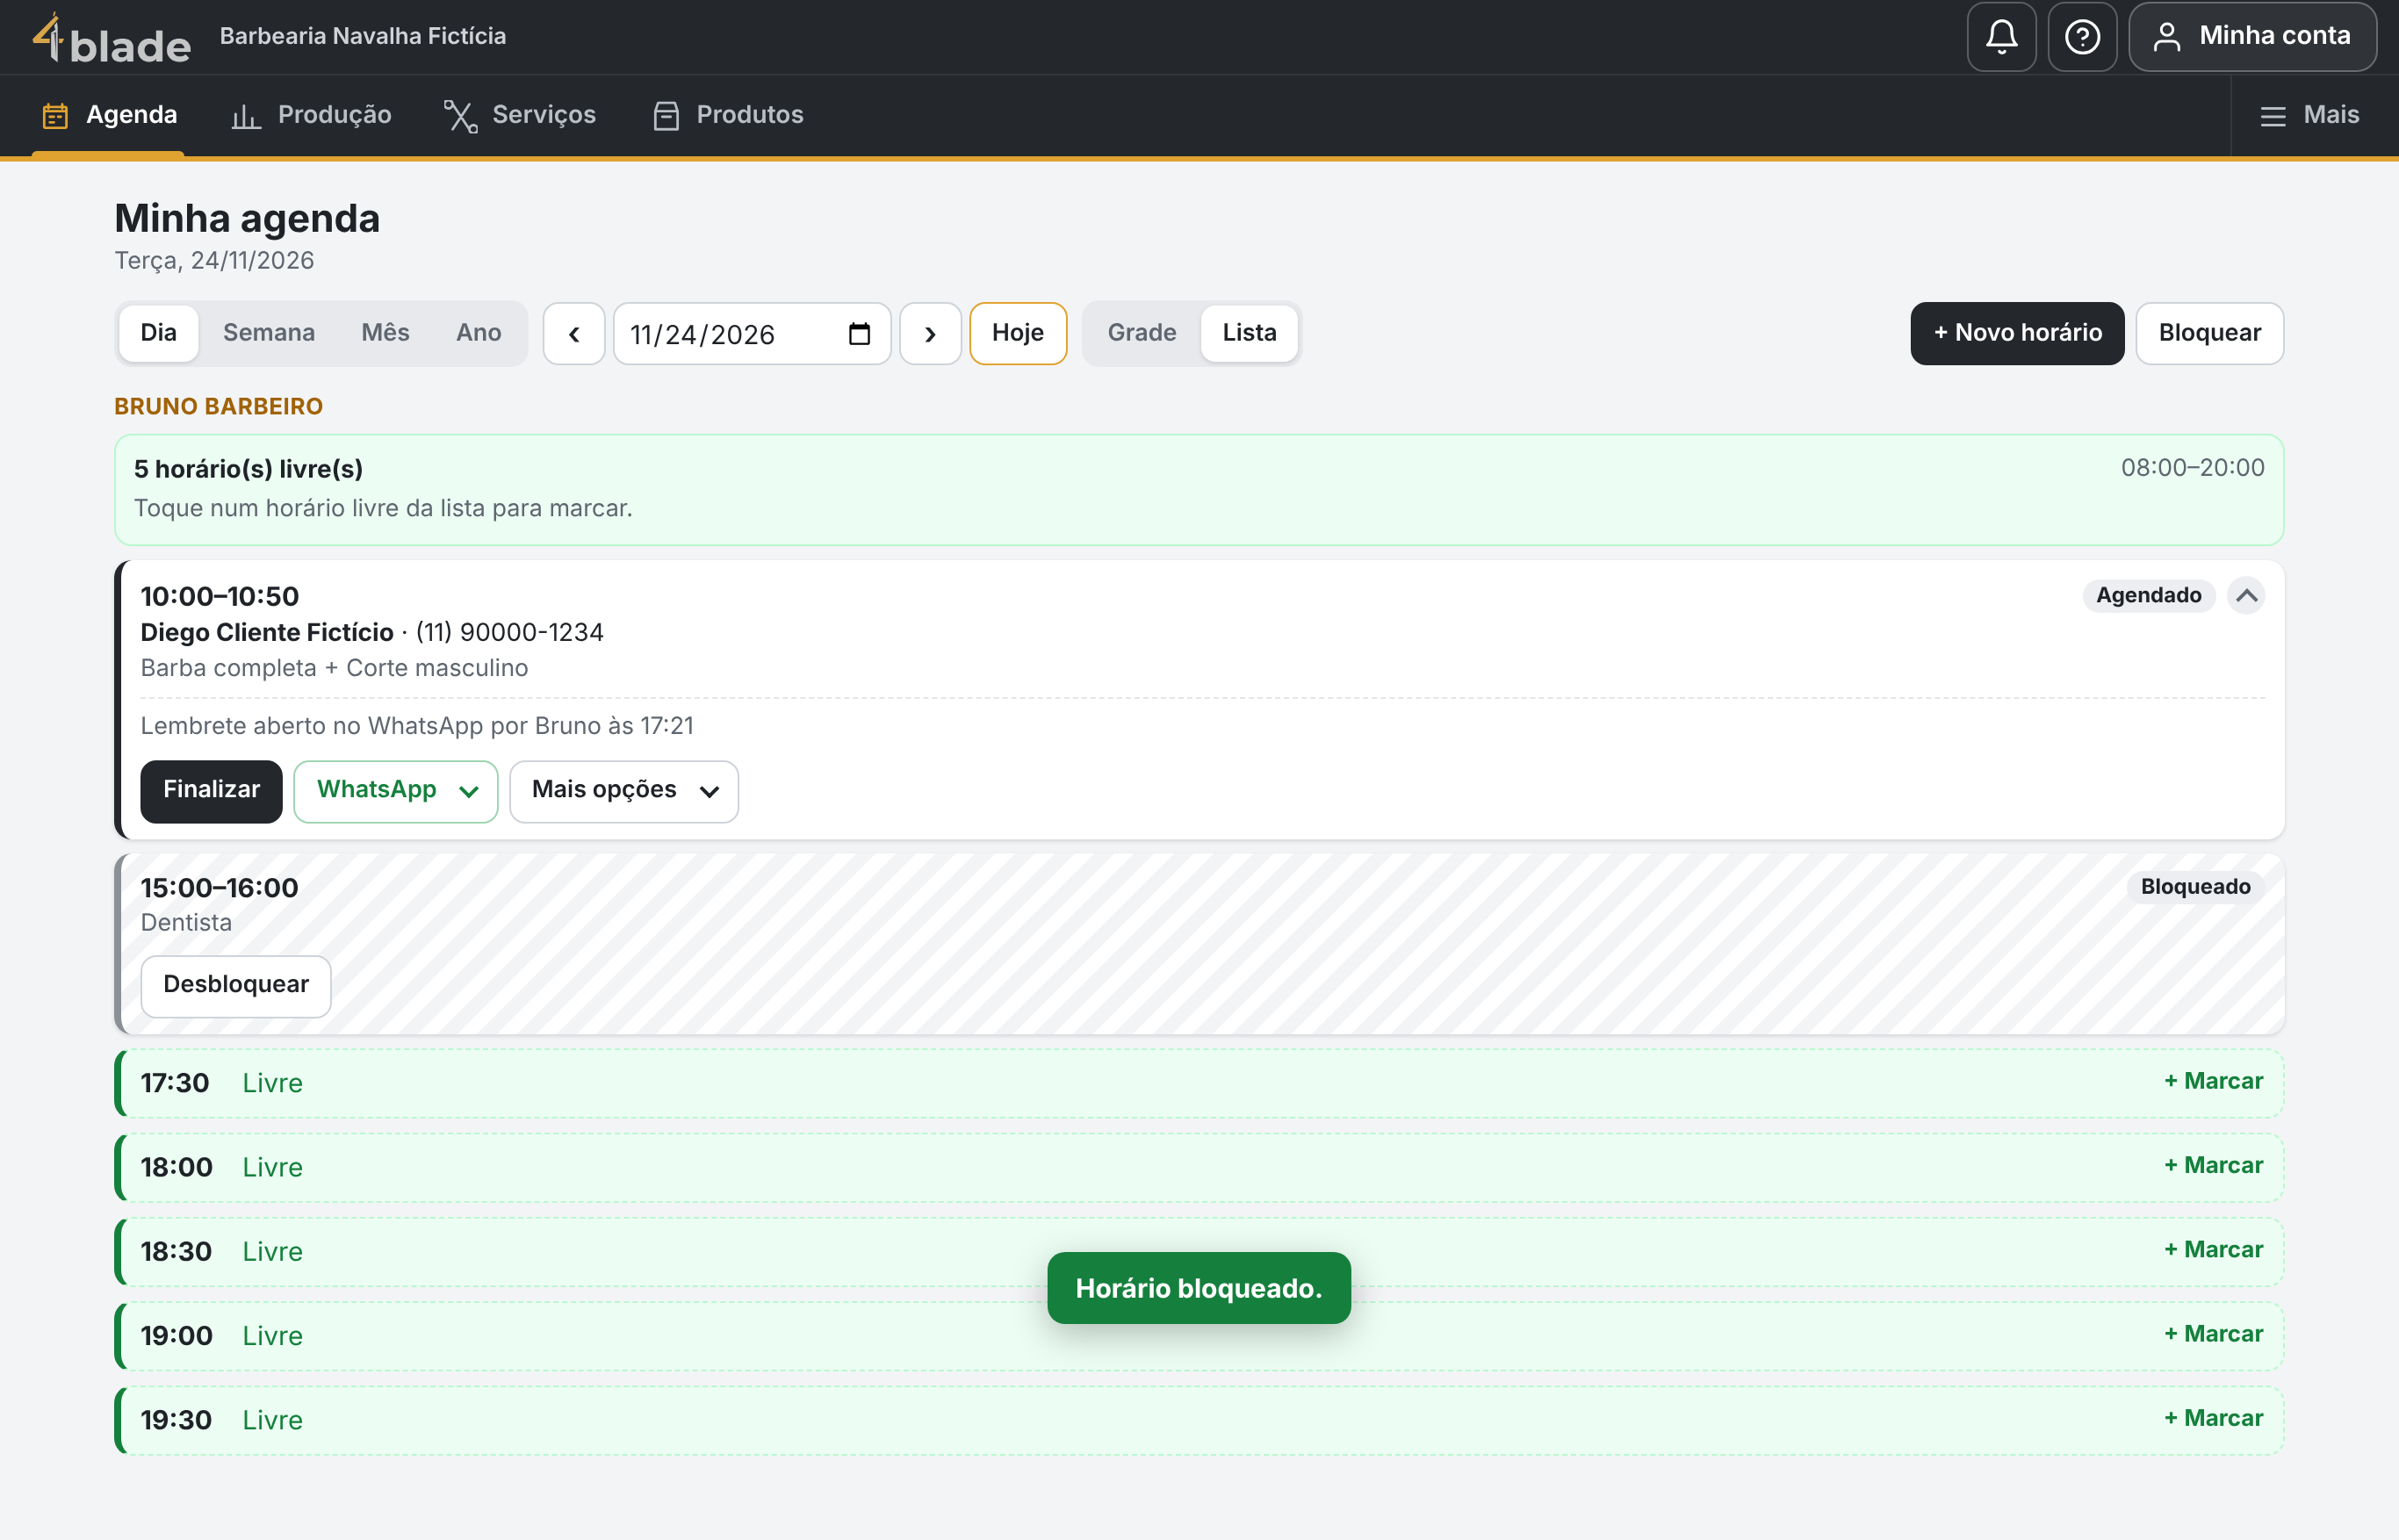 4blade Barbearia Navalha Fictícia Minha conta
Agenda Produção Serviços Produtos Mais
Minha agenda
Terça, 24/11/2026
Dia Semana Mês Ano ‹ 11/24/2026 › Hoje Grade Lista + Novo horário Bloquear
BRUNO BARBEIRO
5 horário(s) livre(s) 08:00–20:00
Toque num horário livre da lista para marcar.
10:00–10:50 Agendado
Diego Cliente Fictício · (11) 90000-1234
Barba completa + Corte masculino
Lembrete aberto no WhatsApp por Bruno às 17:21
Finalizar WhatsApp Mais opções
15:00–16:00 Bloqueado
Dentista
Desbloquear
17:30 Livre + Marcar
18:00 Livre + Marcar
18:30 Livre + Marcar
Horário bloqueado.
19:00 Livre + Marcar
19:30 Livre + Marcar